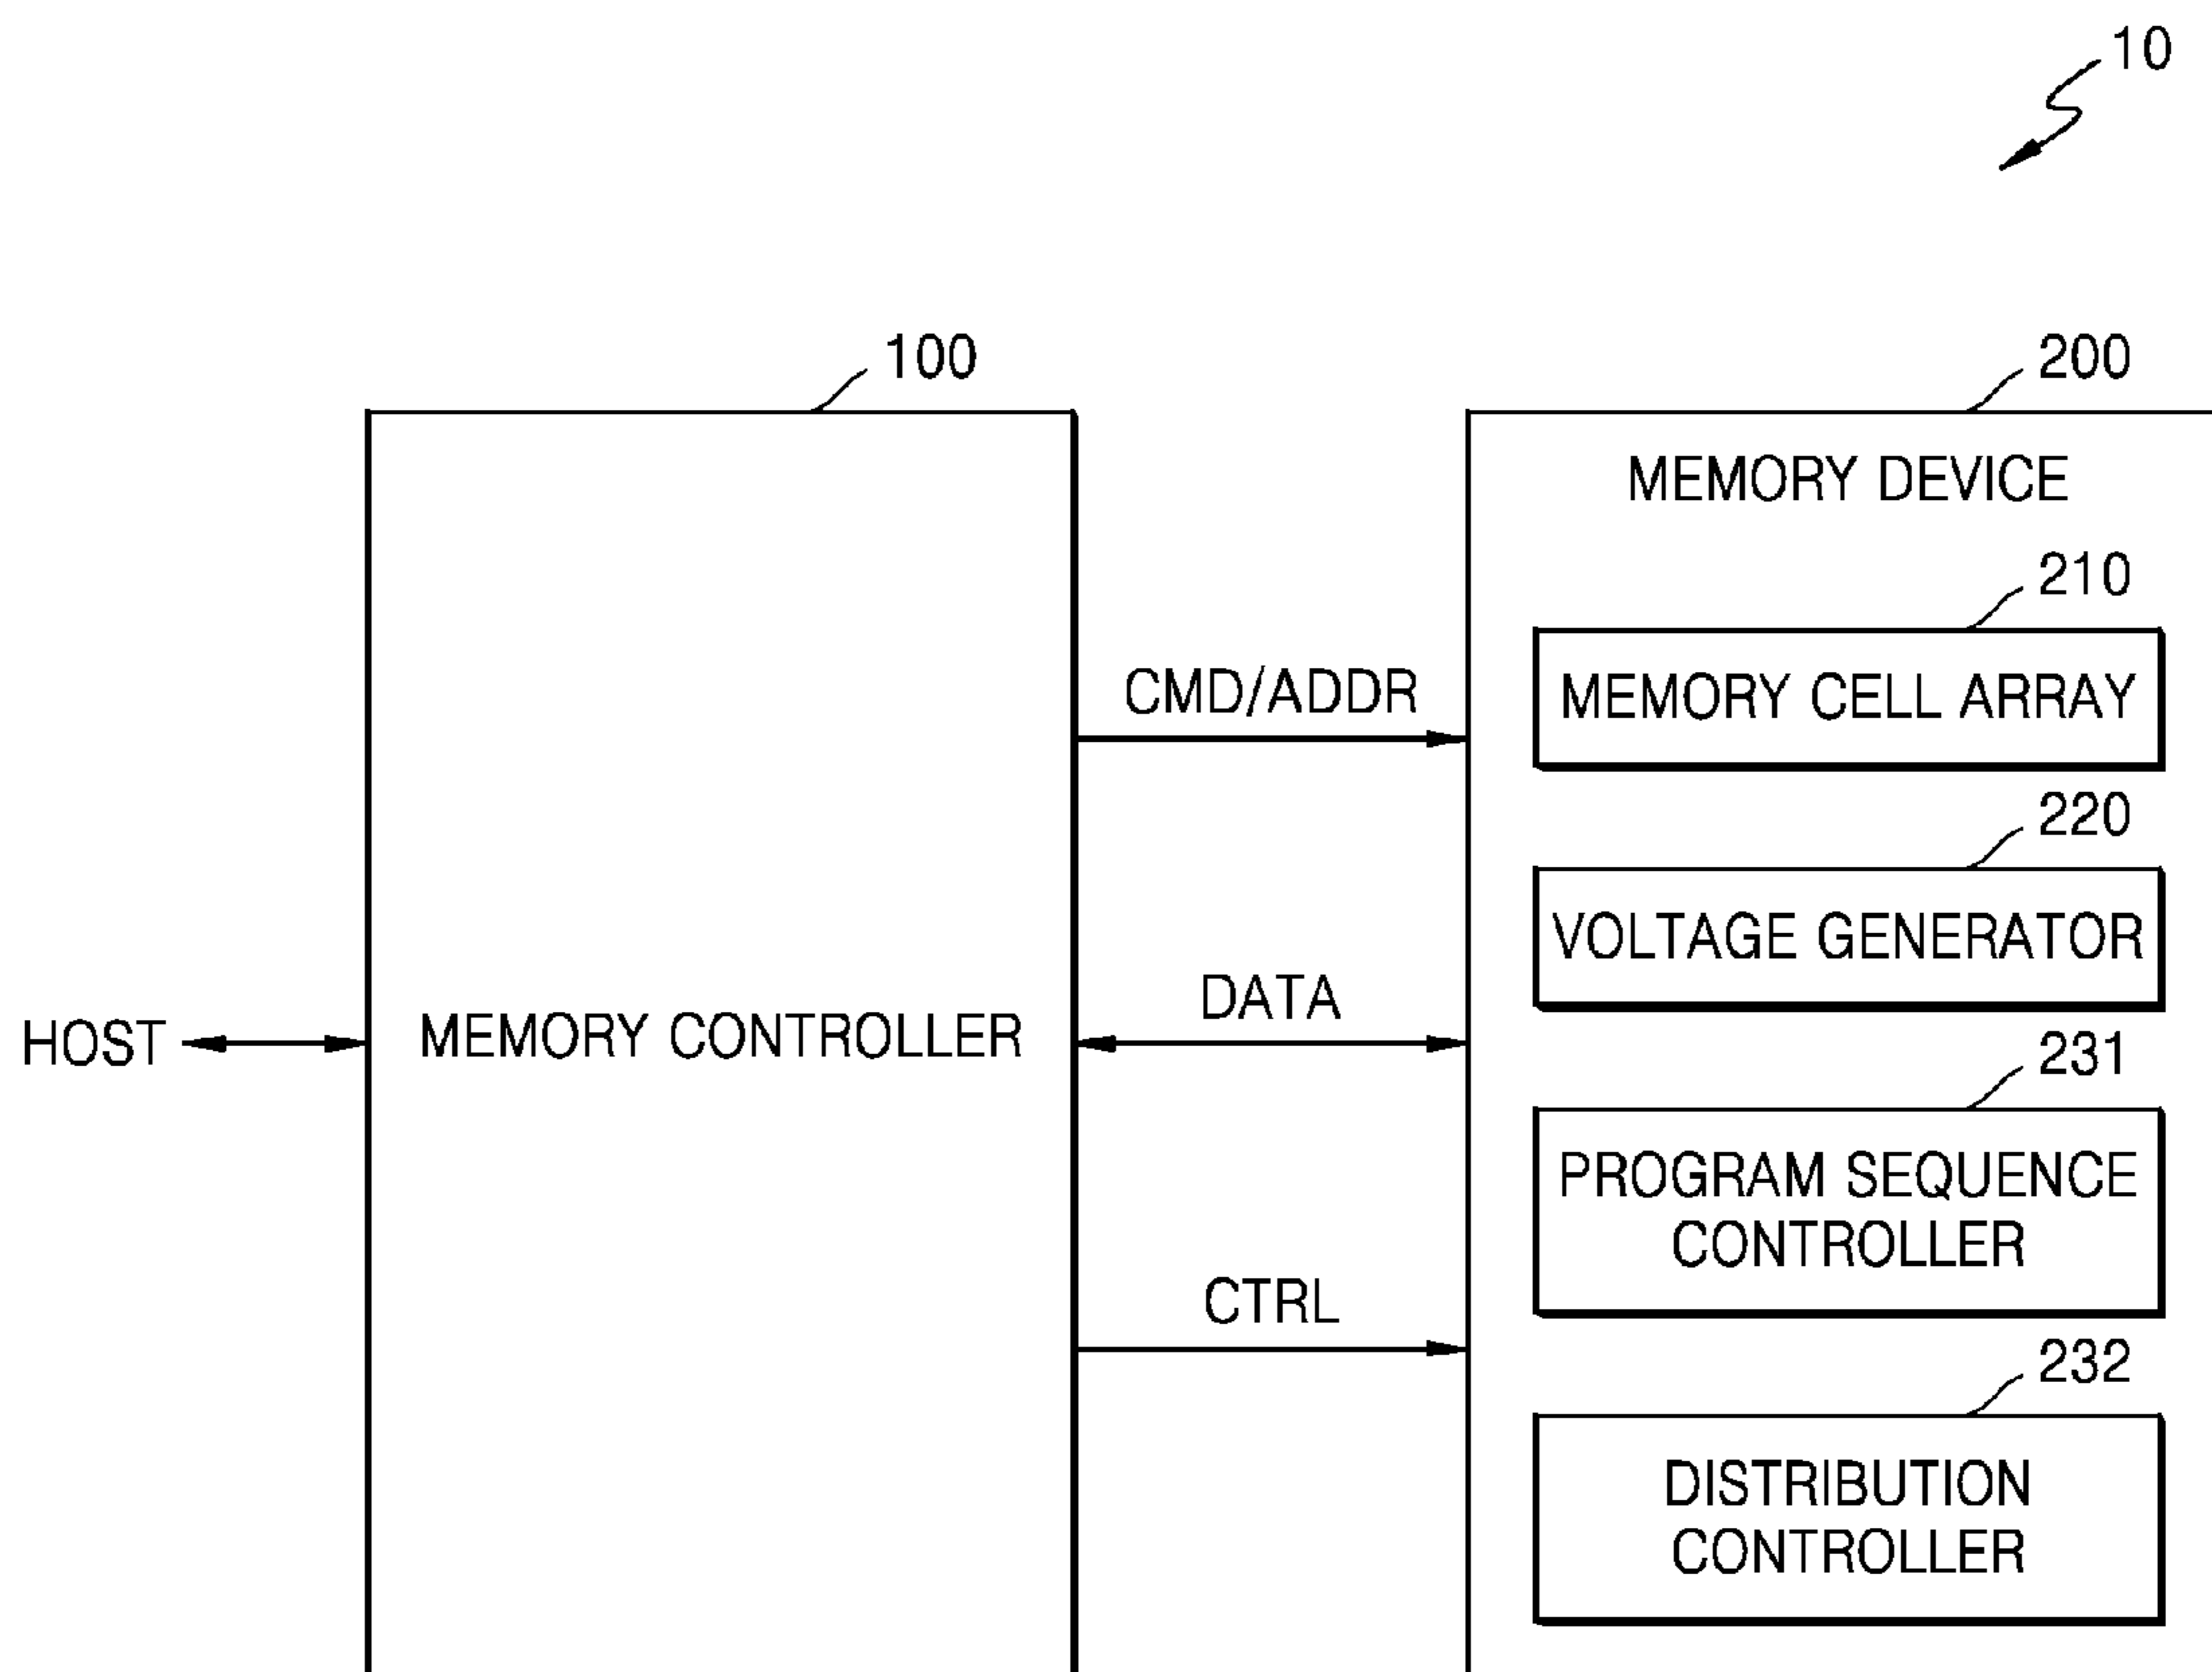 10
100
200
MEMORY DEVICE
210
CMD/ADDR
MEMORY CELL ARRAY
220
VOLTAGE GENERATOR
DATA
HOST
MEMORY CONTROLLER
231
PROGRAM SEQUENCE
CONTROLLER
CTRL
232
DISTRIBUTION
CONTROLLER